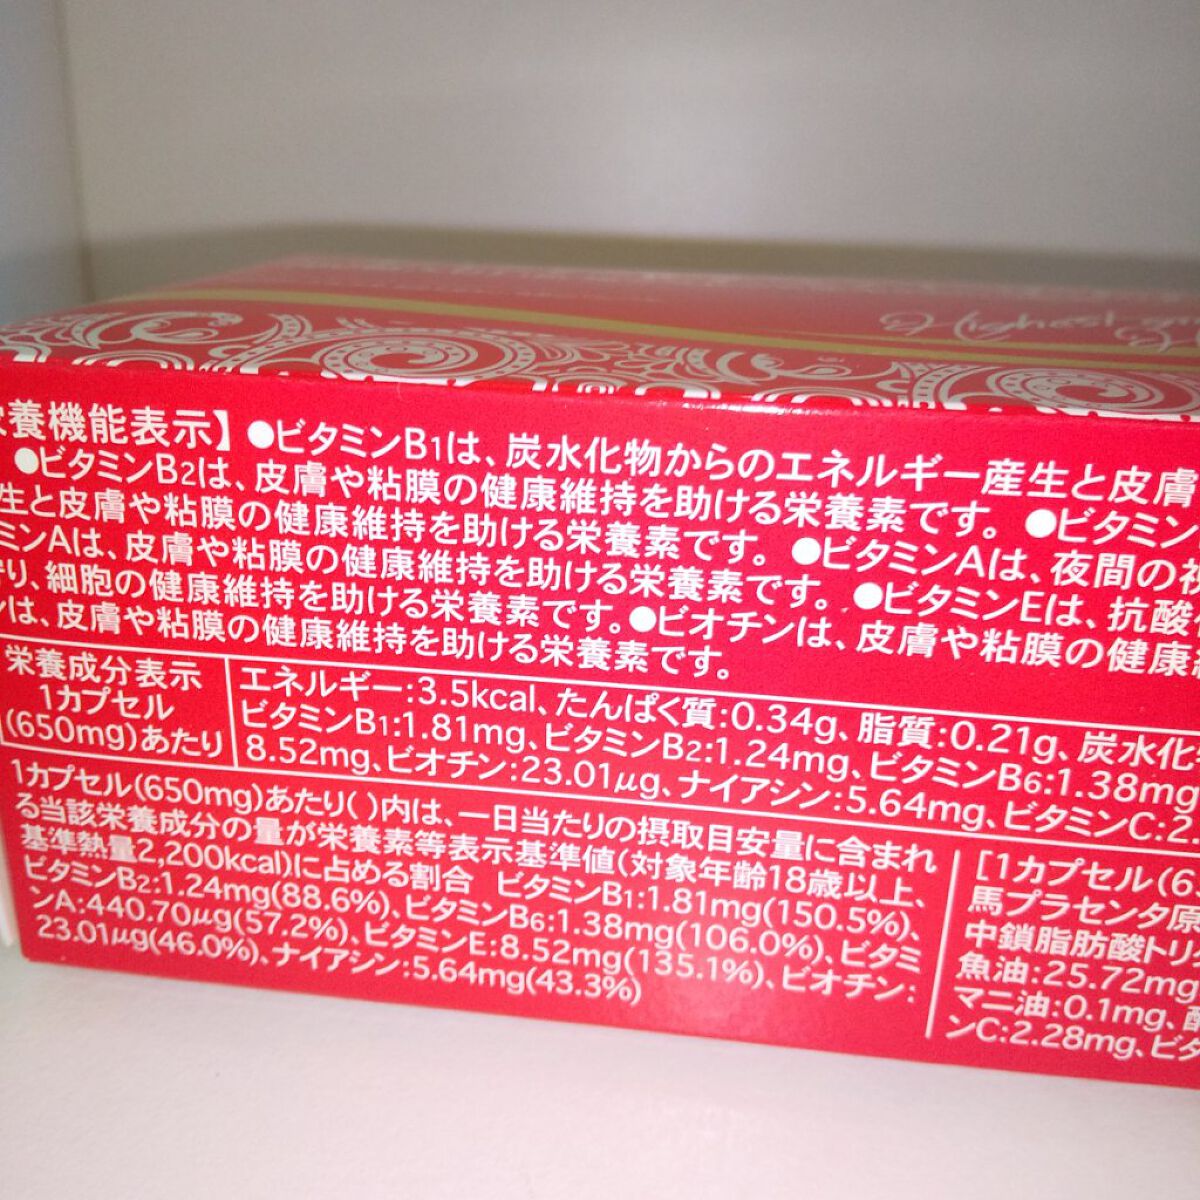 養機能表示】●ビタミンB1は、炭水化物からのエネルギー産生と皮膚
●ビタミンB2は、皮膚や粘膜の健康維持を助ける栄養素です。●ビタミン
生と皮膚や粘膜の健康維持を助ける栄養素です。●ビタミンAは、夜間の視
ミンAは、皮膚や粘膜の健康維持を助ける栄養素です。●ビタミンEは、抗酸
守り、細胞の健康維持を助ける栄養素です。●ビオチンは、皮膚や粘膜の健康維
ンは、皮膚や粘膜の健康維持を助ける栄養素です。
栄養成分表示
1カプセル
(650mg)あたり
エネルギー:3.5kcal、たんぱく質:0.34g、脂質:0.21g、炭水化
ビタミンB1:1.81mg、ビタミンB2:1.24mg、ビタミンB6:1.38mg
8.52mg、ビオチン:23.01μg、ナイアシン:5.64mg、ビタミンC:2.
1カプセル(650mg)あたり( )内は、一日当たりの摂取目安量に含まれ
る当該栄養成分の量が栄養素等表示基準値(対象年齢18歳以上、
基準熱量2,200kcal)に占める割合 ビタミンB1:1.81mg(150.5%)、
ビタミンB2:1.24mg(88.6%)、ビタミンB6:1.38mg(106.0%)、ビタミ
ンA:440.70μg(57.2%)、ビタミンE:8.52mg(135.1%)、ビオチン:
23.01μg(46.0%)、ナイアシン:5.64mg(43.3%)
[1カプセル(6
馬プラセンタ原
中鎖脂肪酸トリ
魚油:25.72mg
マニ油:0.1mg、
ンC:2.28mg、ビタ